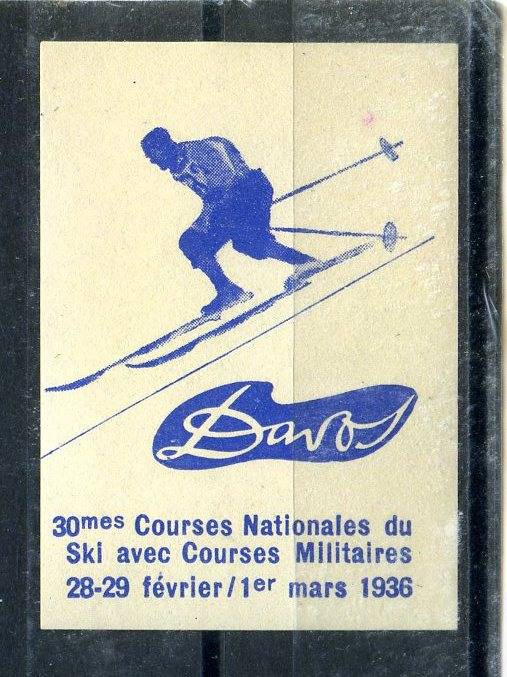 Davos
30mes Courses Nationales du
Ski avec Courses Militaires
28-29 février/1er mars 1936